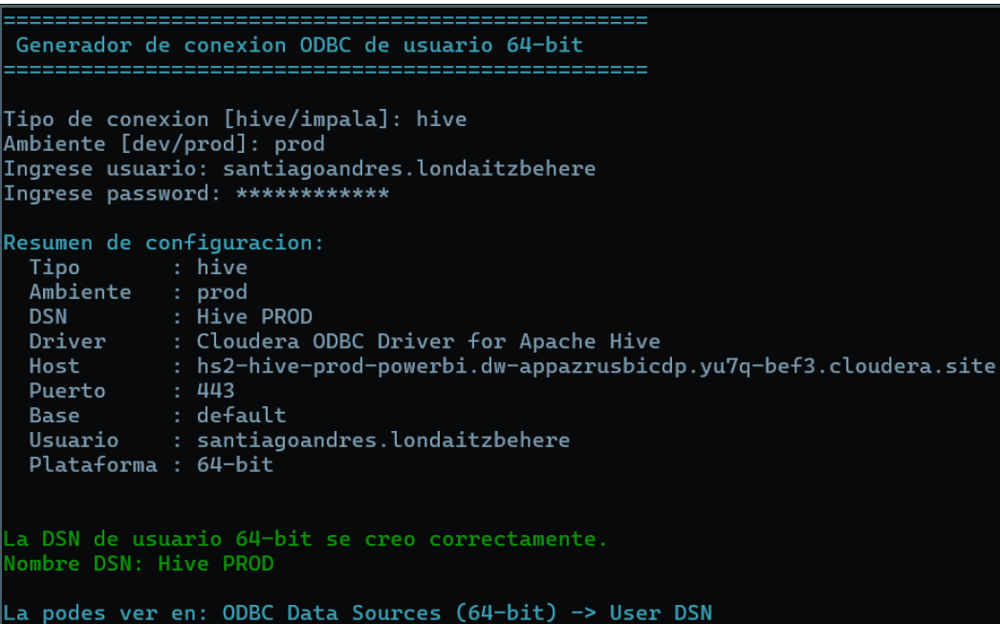 ==================================================
Generador de conexion ODBC de usuario 64-bit
==================================================
Tipo de conexion [hive/impala]: hive
Ambiente [dev/prod]: prod
Ingrese usuario: santiagoandres.londaitzbehere
Ingrese password: ************
Resumen de configuracion:
Tipo : hive
Ambiente : prod
DSN : Hive PROD
Driver : Cloudera ODBC Driver for Apache Hive
Host : hs2-hive-prod-powerbi.dw-appazrusbicdp.yu7q-bef3.cloudera.site
Puerto : 443
Base : default
Usuario : santiagoandres.londaitzbehere
Plataforma : 64-bit
La DSN de usuario 64-bit se creo correctamente.
Nombre DSN: Hive PROD
La podes ver en: ODBC Data Sources (64-bit) -> User DSN